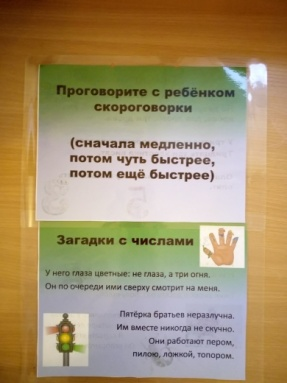 Проговорите с ребёнком
скороговорки
(сначала медленно,
потом чуть быстрее,
потом ещё быстрее)
Загадки с числами
У него глаза цветные: не глаза, а три огня.
Он по очереди ими сверху смотрит на меня.
Пятёрка братьев неразлучна.
Им вместе никогда не скучно.
Они работают пером,
пилою, ложкой, топором.